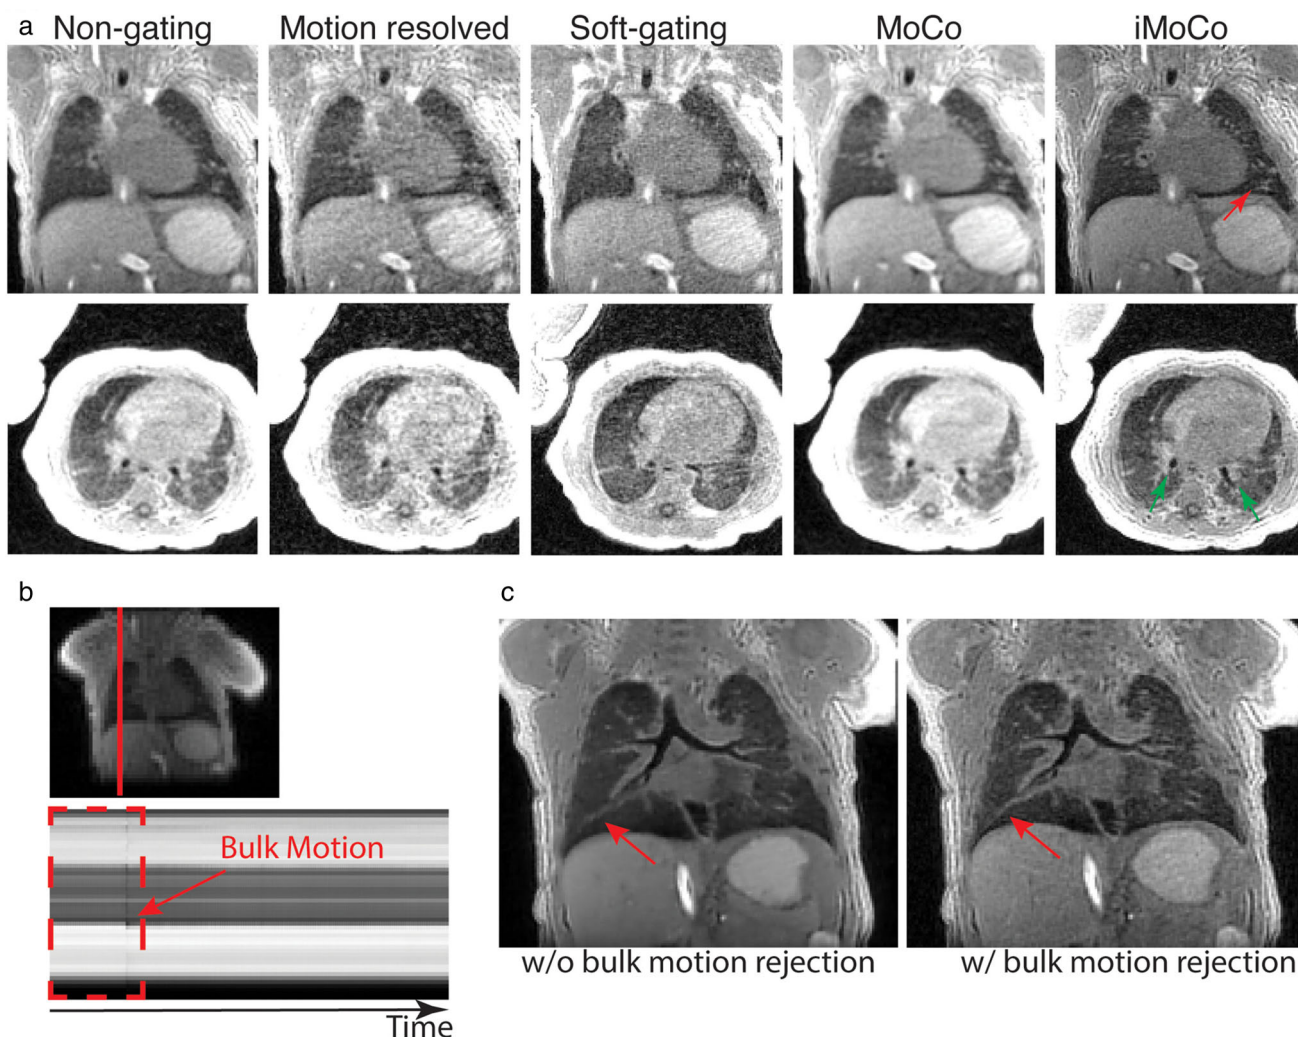 a
Non-gating
Motion resolved
Soft-gating
MoCo
iMoCo
b
c
Bulk Motion
Time
w/o bulk motion rejection
w/ bulk motion rejection